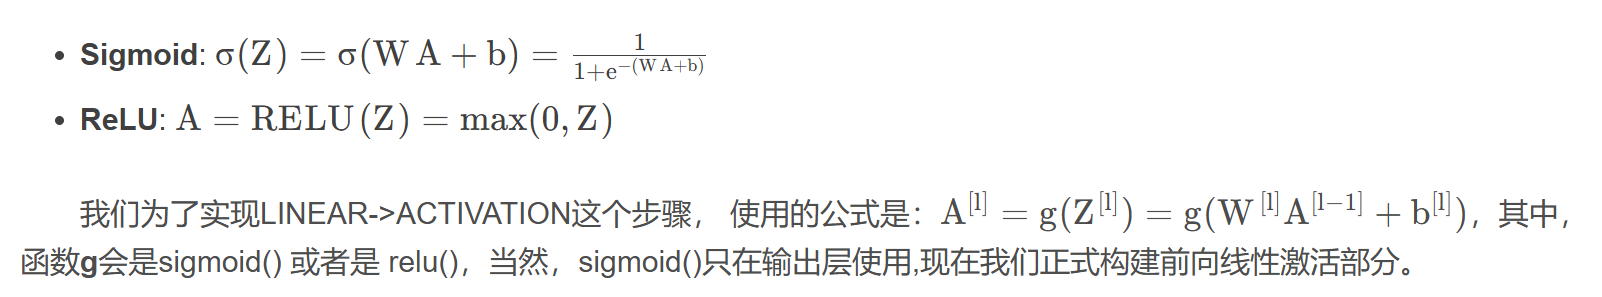 • Sigmoid: σ(Z) = σ(W A + b) = \frac{1}{1+e^{-(W A+b)}}
• ReLU: A = RELU(Z) = max(0, Z)
我们为了实现LINEAR->ACTIVATION这个步骤， 使用的公式是：A^{[l]} = g(Z^{[l]}) = g(W^{[l]}A^{[l-1]} + b^{[l]})，其中，
函数g会是sigmoid() 或者是 relu()，当然，sigmoid()只在输出层使用,现在我们正式构建前向线性激活部分。